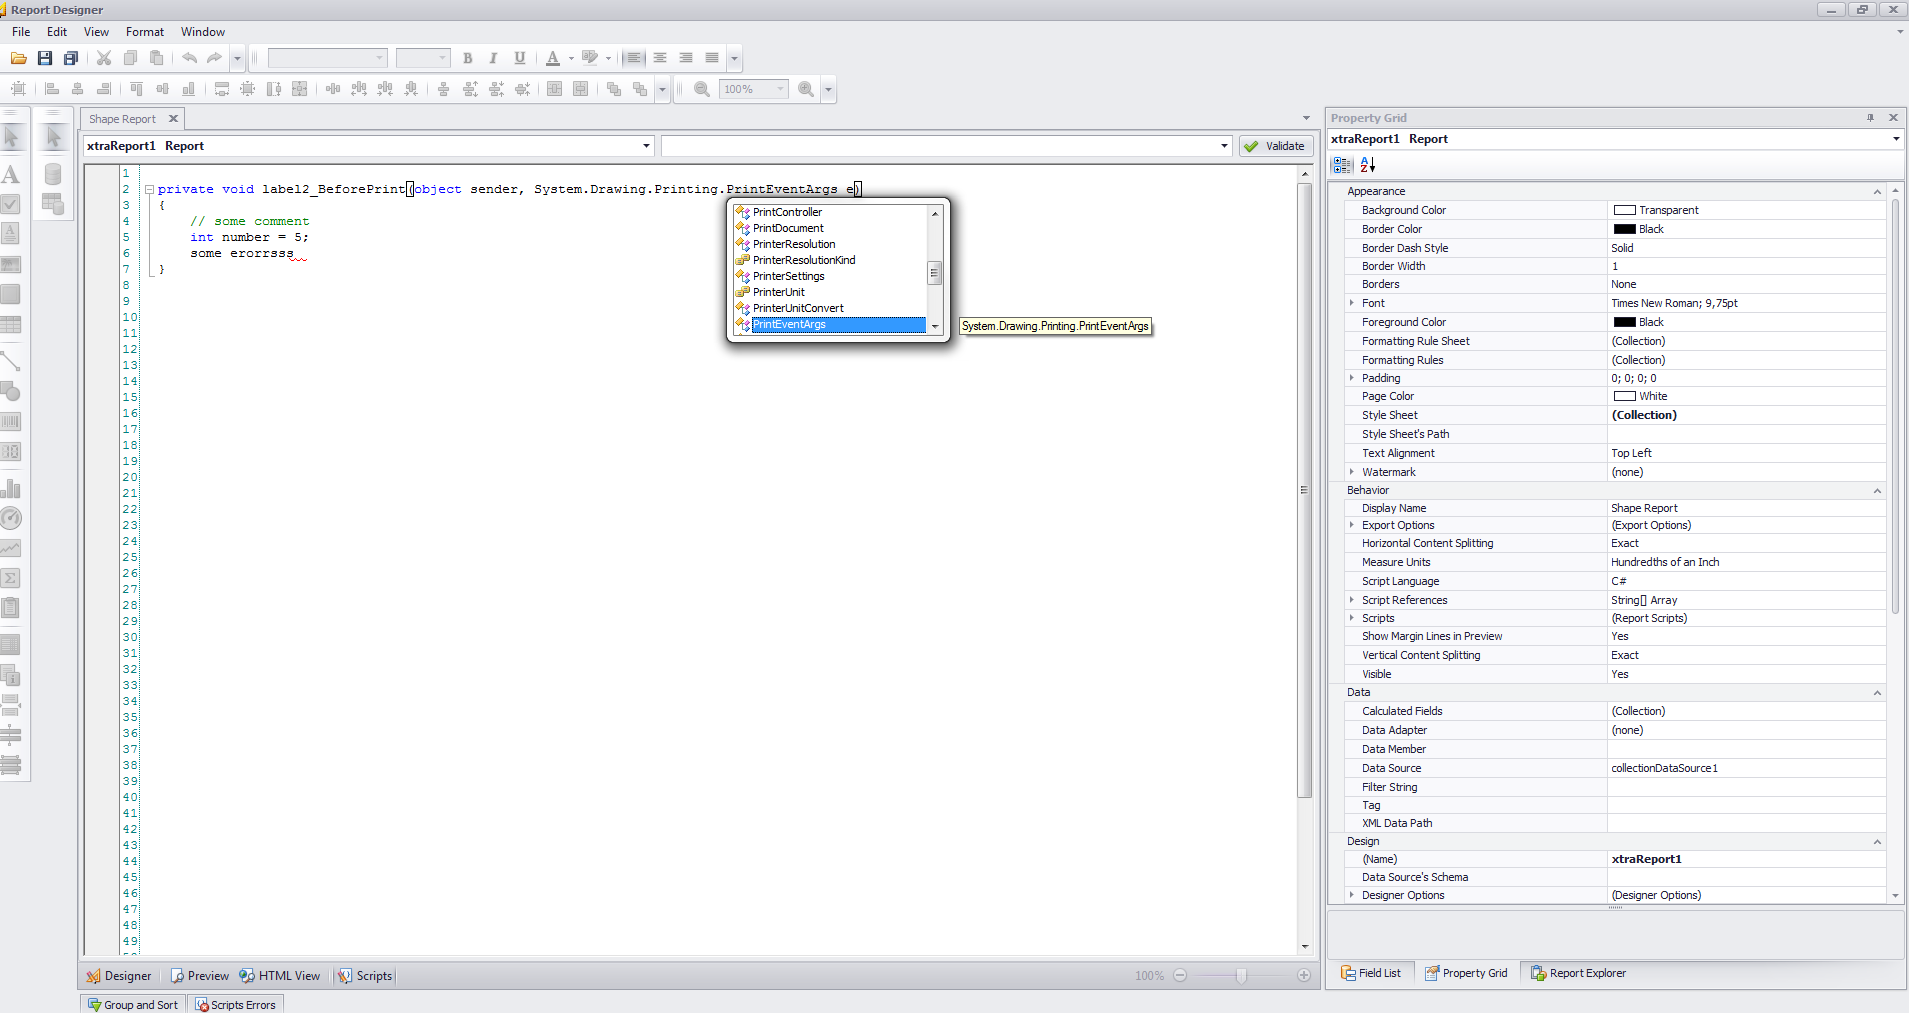 Report Designer
File Edit View Format Window
100%
Shape Report
xtraReport1 Report
Validate
1
2 private void label2_BeforePrint(object sender, System.Drawing.Printing.PrintEventArgs e)
3 {
4 // some comment
5 int number = 5;
6 some erorrsss
7 }
8
9
10
11
12
13
14
15
16
17
18
19
20
21
22
23
24
25
26
27
28
29
30
31
32
33
34
35
36
37
38
39
40
41
42
43
44
45
46
47
48
49
PrintController
PrintDocument
PrinterResolution
PrinterResolutionKind
PrinterSettings
PrinterUnit
PrinterUnitConvert
PrintEventArgs
System.Drawing.Printing.PrintEventArgs
Designer Preview HTML View Scripts 100%
Group and Sort Scripts Errors
Property Grid
xtraReport1 Report
Appearance
Background Color Transparent
Border Color Black
Border Dash Style Solid
Border Width 1
Borders None
Font Times New Roman; 9,75pt
Foreground Color Black
Formatting Rule Sheet (Collection)
Formatting Rules (Collection)
Padding 0; 0; 0; 0
Page Color White
Style Sheet (Collection)
Style Sheet's Path
Text Alignment Top Left
Watermark (none)
Behavior
Display Name Shape Report
Export Options (Export Options)
Horizontal Content Splitting Exact
Measure Units Hundredths of an Inch
Script Language C#
Script References String[] Array
Scripts (Report Scripts)
Show Margin Lines in Preview Yes
Vertical Content Splitting Exact
Visible Yes
Data
Calculated Fields (Collection)
Data Adapter (none)
Data Member
Data Source collectionDataSource1
Filter String
Tag
XML Data Path
Design
(Name) xtraReport1
Data Source's Schema
Designer Options (Designer Options)
Field List Property Grid Report Explorer